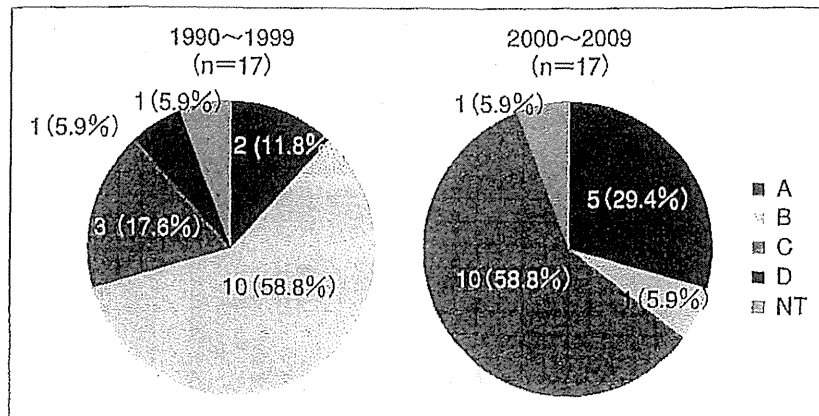 1990～1999
(n＝17)
1 (5.9%)
1 (5.9%)
2 (11.8%)
3 (17.6%)
10 (58.8%)
2000～2009
(n＝17)
1 (5.9%)
5 (29.4%)
10 (58.8%)
1 (5.9%)
A
B
C
D
NT